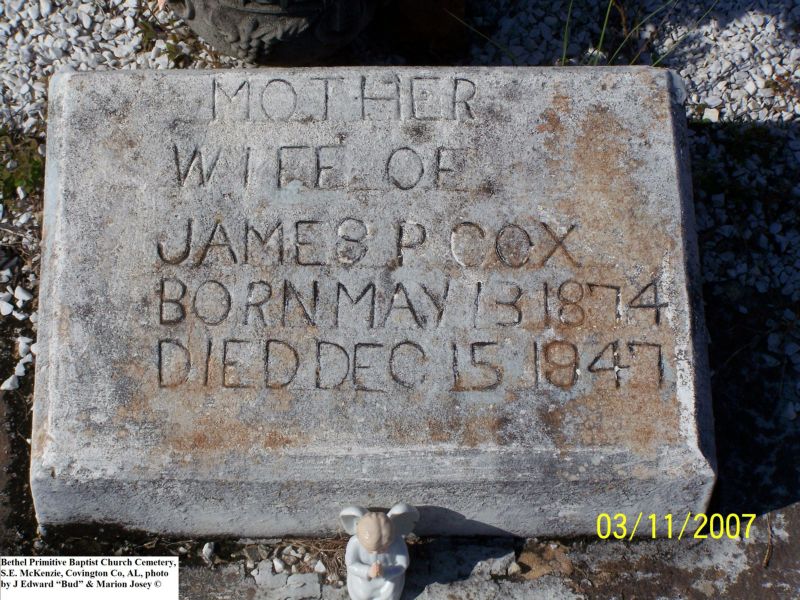 MOTHER
WIFE OF
JAMES P COX
BORN MAY 13 1874
DIED DEC 15 1947
03/11/2007
Bethel Primitive Baptist Church Cemetery,
S.E. McKenzie, Covington Co, AL, photo
by J Edward “Bud” & Marion Josey ©